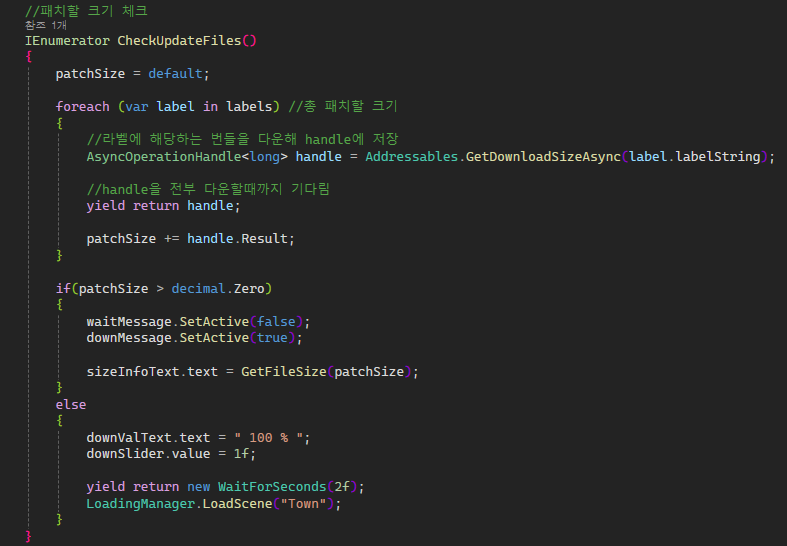 //패치할 크기 체크
참조 1개
IEnumerator CheckUpdateFiles()
{
patchSize = default;
foreach (var label in labels) //총 패치할 크기
{
//라벨에 해당하는 번들을 다운해 handle에 저장
AsyncOperationHandle<long> handle = Addressables.GetDownloadSizeAsync(label.labelString);
//handle을 전부 다운할때까지 기다림
yield return handle;
patchSize += handle.Result;
}
if(patchSize > decimal.Zero)
{
waitMessage.SetActive(false);
downMessage.SetActive(true);
sizeInfoText.text = GetFileSize(patchSize);
}
else
{
downValText.text = " 100 % ";
downSlider.value = 1f;
yield return new WaitForSeconds(2f);
LoadingManager.LoadScene("Town");
}
}